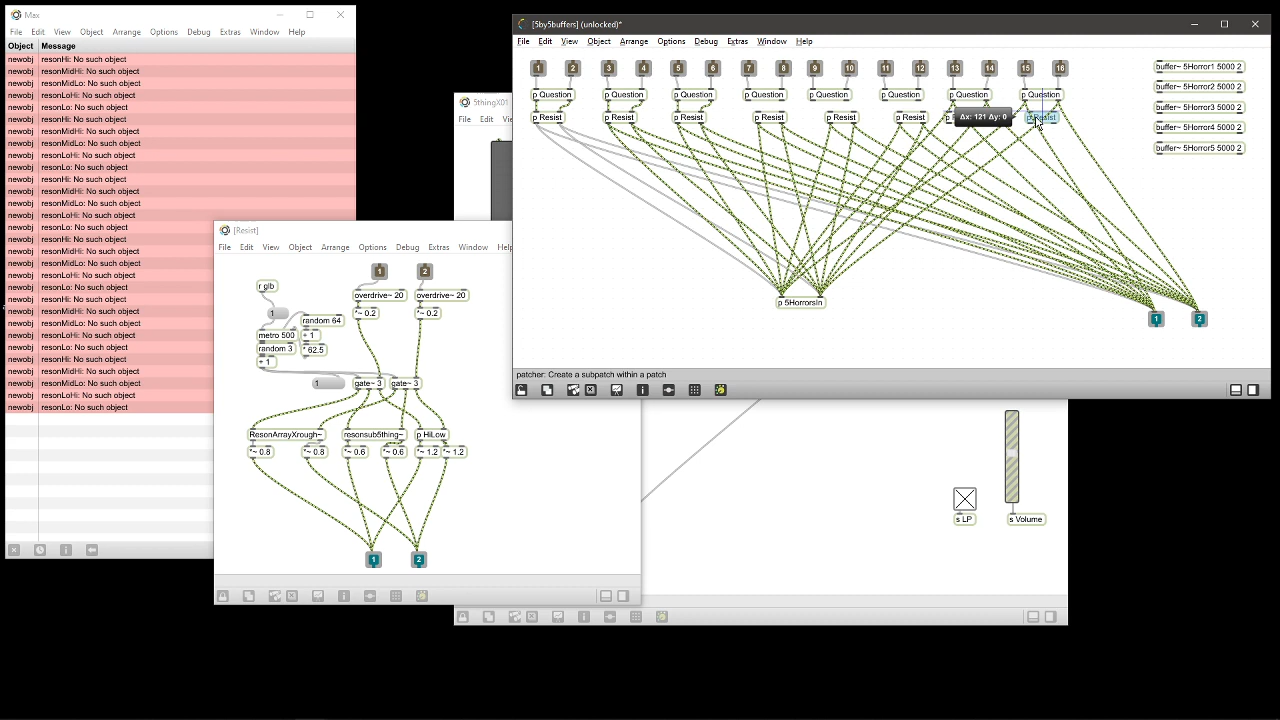 Max
File Edit View Object Arrange Options Debug Extras Window Help
Object Message
newobj resonHi: No such object
newobj resonMidHi: No such object
newobj resonMidLo: No such object
newobj resonLoHi: No such object
newobj resonLo: No such object
newobj resonHi: No such object
newobj resonMidHi: No such object
newobj resonMidLo: No such object
newobj resonLoHi: No such object
newobj resonLo: No such object
newobj resonHi: No such object
newobj resonMidHi: No such object
newobj resonMidLo: No such object
newobj resonLoHi: No such object
newobj resonLo: No such object
newobj resonHi: No such object
newobj resonMidHi: No such object
newobj resonMidLo: No such object
newobj resonLoHi: No such object
newobj resonLo: No such object
newobj resonHi: No such object
newobj resonMidHi: No such object
newobj resonMidLo: No such object
newobj resonLoHi: No such object
newobj resonLo: No such object
newobj resonHi: No such object
newobj resonMidHi: No such object
newobj resonMidLo: No such object
newobj resonLoHi: No such object
newobj resonLo: No such object
5thingX01
File Edit Vie
[5by5buffers] (unlocked)*
File Edit View Object Arrange Options Debug Extras Window Help
1 2 3 4 5 6 7 8 9 10 11 12 13 14 15 16
p Question p Question p Question p Question p Question p Question p Question p Question
p Resist p Resist p Resist p Resist p Resist p Resist p Resist
Δx: 121 Δy: 0
buffer~ 5Horror1 5000 2
buffer~ 5Horror2 5000 2
buffer~ 5Horror3 5000 2
buffer~ 5Horror4 5000 2
buffer~ 5Horror5 5000 2
p 5HorrorsIn
1 2
patcher: Create a subpatch within a patch
[Resist]
File Edit View Object Arrange Options Debug Extras Window Help
1 2
r glb
overdrive~ 20 overdrive~ 20
1 *~ 0.2 *~ 0.2
random 64
metro 500 + 1
random 3 * 62.5
+ 1
1 gate~ 3 gate~ 3
ResonArrayXrough~ resonsub5thing~ p HiLow
*~ 0.8 *~ 0.8 *~ 0.6 *~ 0.6 *~ 1.2 *~ 1.2
1 2
s LP s Volume